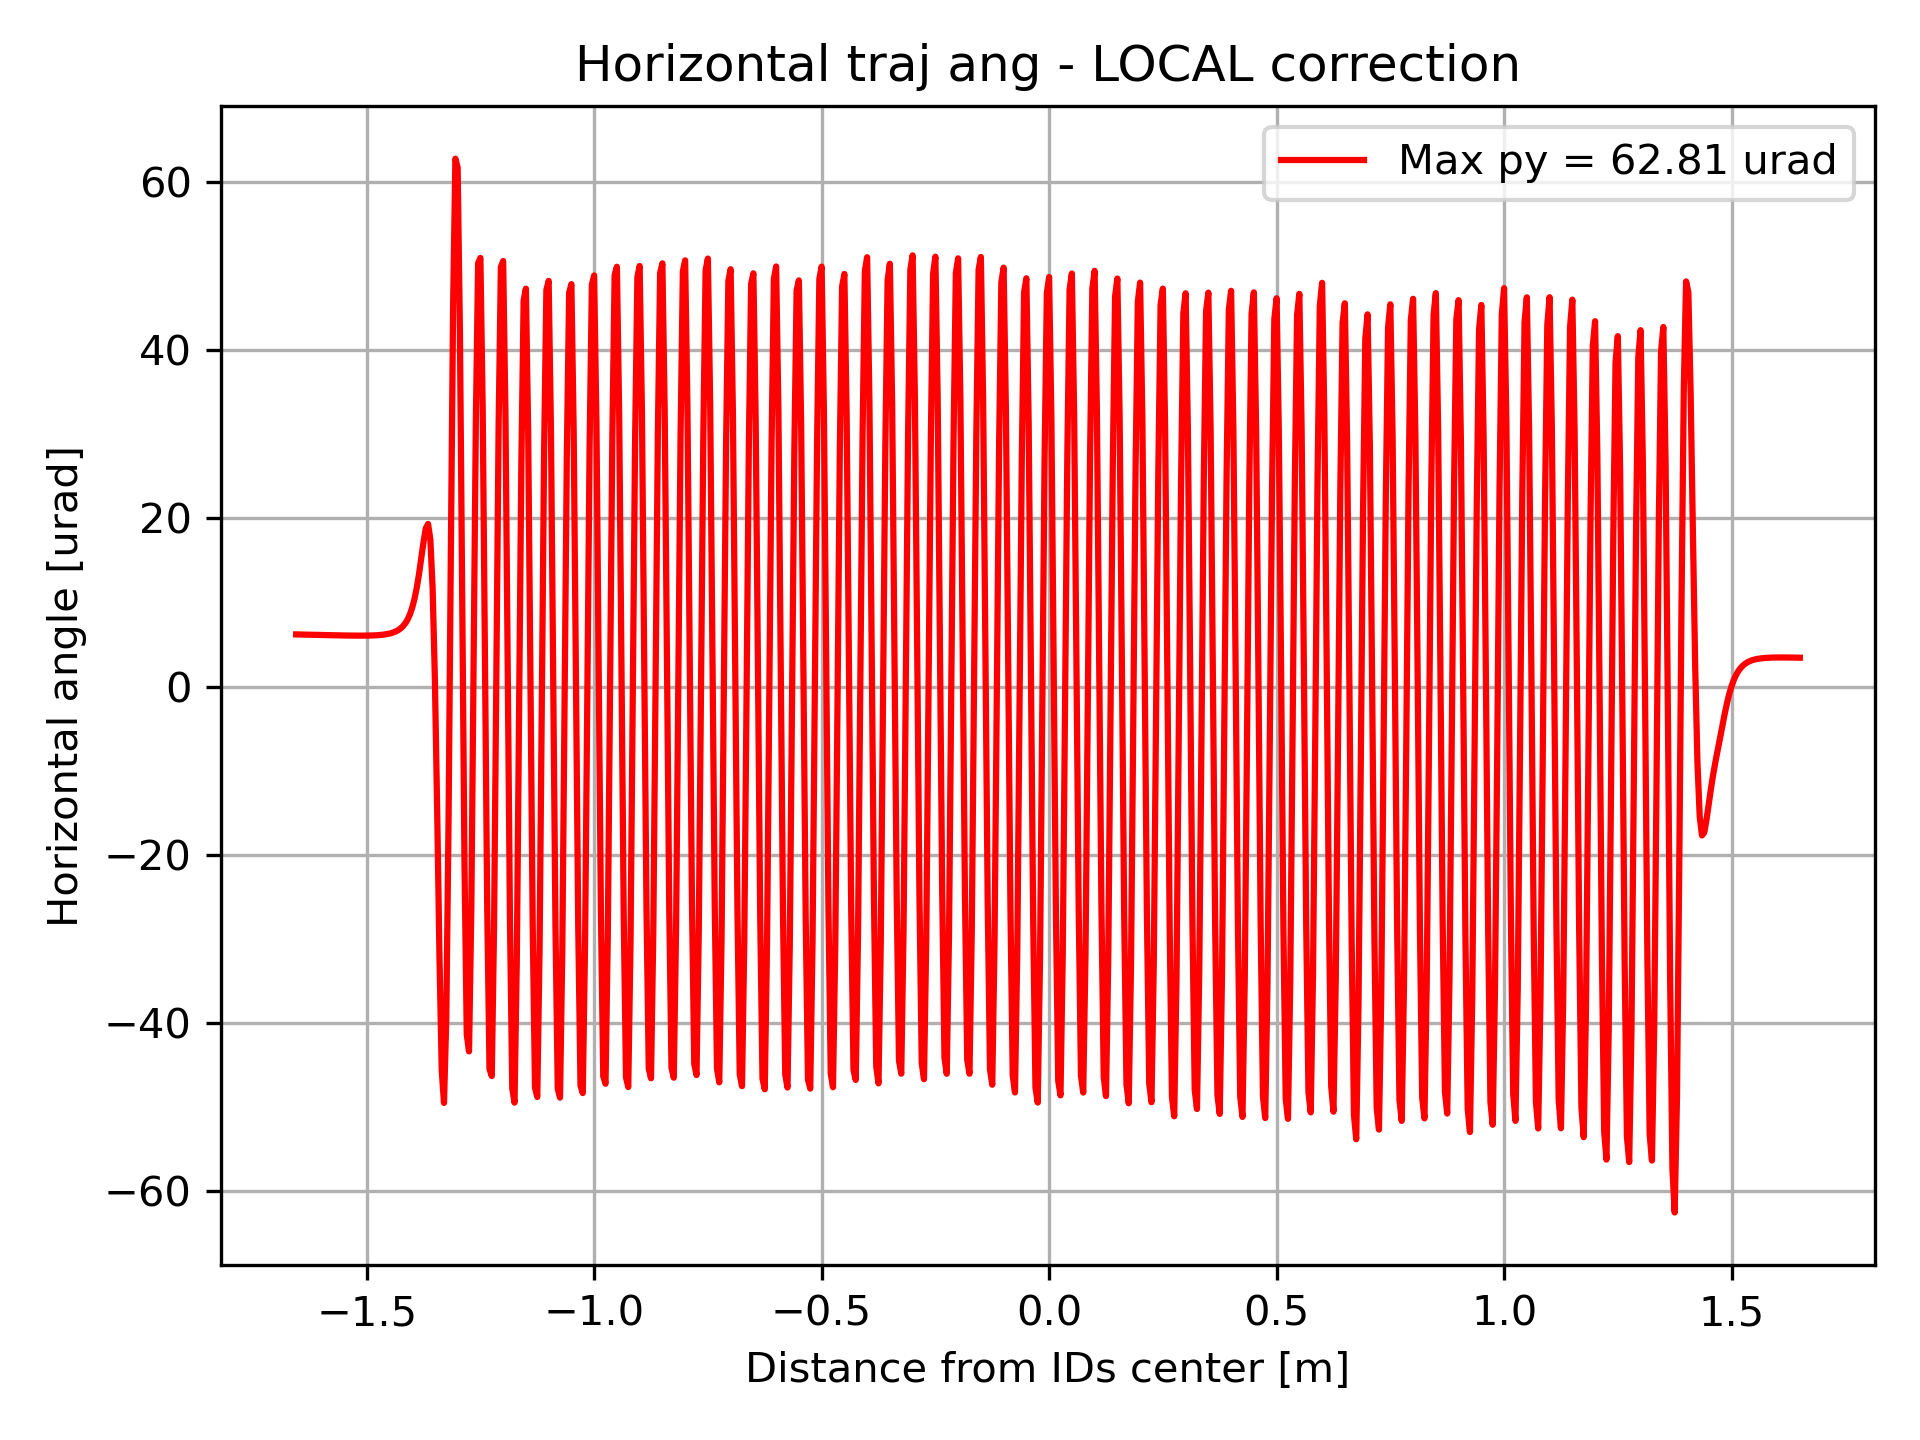 Horizontal traj ang - LOCAL correction
Max py = 62.81 urad
Horizontal angle [urad]
60
40
20
0
−20
−40
−60
−1.5 −1.0 −0.5 0.0 0.5 1.0 1.5
Distance from IDs center [m]